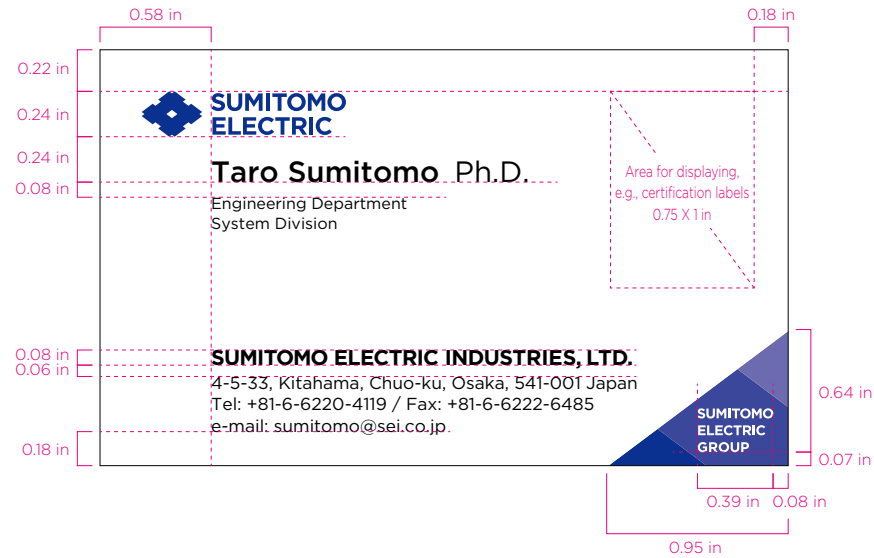 0.58 in
0.18 in
0.22 in
0.24 in
0.24 in
0.08 in
SUMITOMO
ELECTRIC
Taro Sumitomo Ph.D.
Engineering Department
System Division
Area for displaying,
e.g., certification labels
0.75 X 1 in
0.08 in
0.06 in
0.18 in
SUMITOMO ELECTRIC INDUSTRIES, LTD.
4-5-33, Kitahama, Chuo-ku, Osaka, 541-001 Japan
Tel: +81-6-6220-4119 / Fax: +81-6-6222-6485
e-mail: sumitomo@sei.co.jp
SUMITOMO
ELECTRIC
GROUP
0.64 in
0.07 in
0.39 in
0.08 in
0.95 in